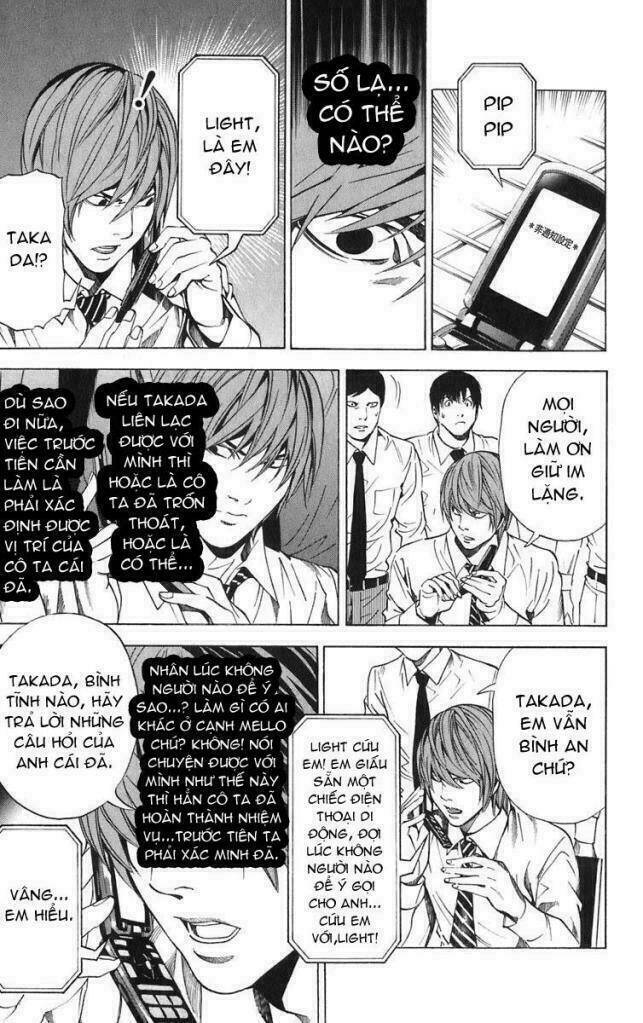 PIP
PIP
＊非通知設定＊
SỐ LẠ...
CÓ THỂ
NÀO?
LIGHT,
LÀ EM
ĐÂY!
!
TAKA
DA!?
MỌI
NGƯỜI,
LÀM ƠN
GIỮ IM
LẶNG.
NẾU TAKADA
LIÊN LẠC
ĐƯỢC VỚI
MÌNH THÌ
HOẶC LÀ CÔ
TA ĐÃ TRỐN
THOÁT,
HOẶC LÀ
CÓ THỂ...
DÙ SAO
ĐI NỮA,
VIỆC TRƯỚC
TIÊN CẦN
LÀM LÀ
PHẢI XÁC
ĐỊNH ĐƯỢC
VỊ TRÍ CỦA
CÔ TA CÁI
ĐÃ.
TAKADA,
EM VẪN
BÌNH AN
CHỨ?
LIGHT CỨU
EM! EM GIẤU
SẴN MỘT
CHIẾC ĐIỆN
THOẠI DI
ĐỘNG, ĐỢI
LÚC KHÔNG
NGƯỜI NÀO
ĐỂ Ý GỌI
CHO ANH...
CỨU EM
VỚI,LIGHT!
NHÂN LÚC KHÔNG
NGƯỜI NÀO ĐỂ Ý
SAO...? LÀM GÌ CÓ AI
KHÁC Ở CẠNH MELLO
CHỨ? KHÔNG! NÓI
CHUYỆN ĐƯỢC VỚI
MÌNH NHƯ THẾ NÀY
THÌ HẲN CÔ TA ĐÃ
HOÀN THÀNH NHIỆM
VỤ...TRƯỚC TIÊN TA
PHẢI XÁC MINH ĐÃ.
TAKADA, BÌNH
TĨNH NÀO, HÃY
TRẢ LỜI NHỮNG
CÂU HỎI CỦA
ANH CÁI ĐÃ.
VÂNG...
EM HIỂU.